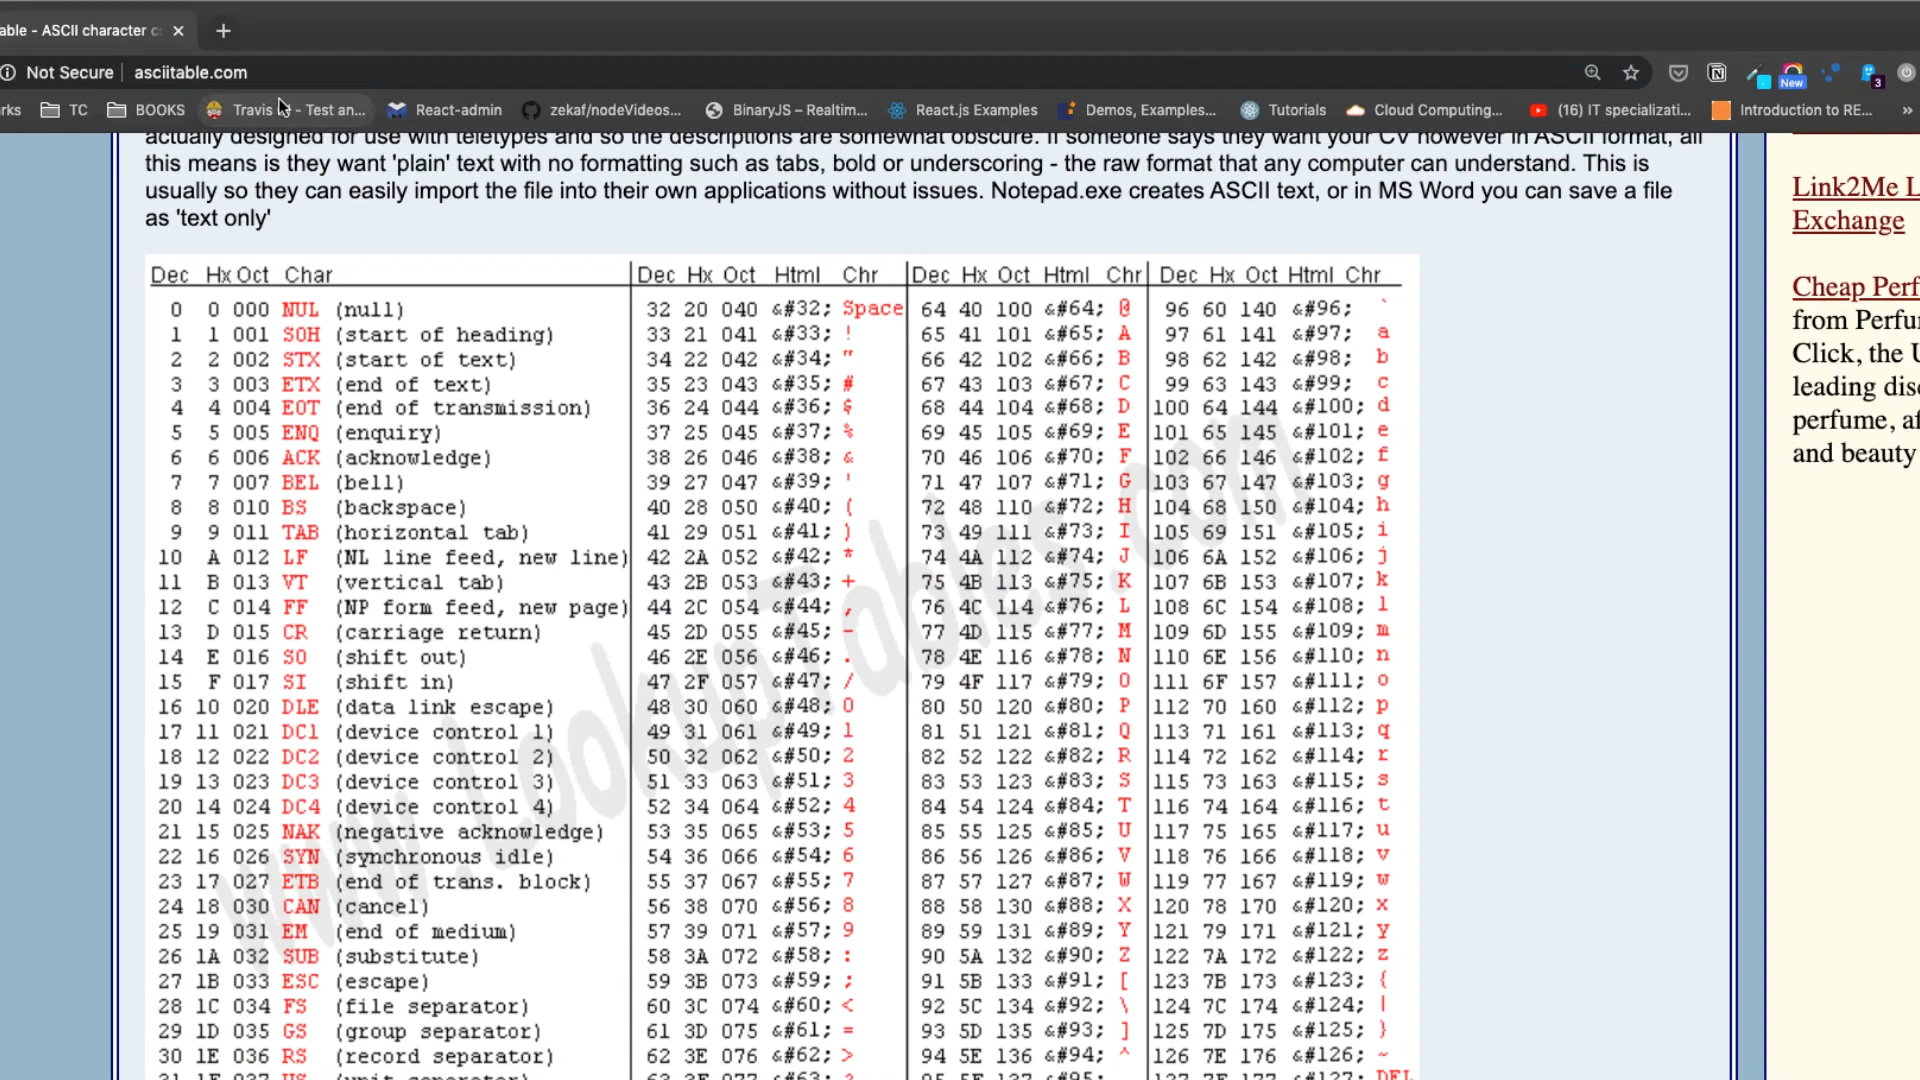 able - ASCII character c
Not Secure asciitable.com New 3
rks TC BOOKS Travis - Test an... React-admin zekaf/nodeVideos... BinaryJS – Realtim... React.js Examples Demos, Examples... Tutorials Cloud Computing... (16) IT specializati... Introduction to RE... »
actually designed for use with teletypes and so the descriptions are somewhat obscure. If someone says they want your CV however in ASCII format, all
this means is they want 'plain' text with no formatting such as tabs, bold or underscoring - the raw format that any computer can understand. This is
usually so they can easily import the file into their own applications without issues. Notepad.exe creates ASCII text, or in MS Word you can save a file
as 'text only'
Dec Hx Oct Char Dec Hx Oct Html Chr Dec Hx Oct Html Chr Dec Hx Oct Html Chr
0 0 000 NUL (null) 32 20 040 &#32; Space 64 40 100 &#64; @ 96 60 140 &#96; `
1 1 001 SOH (start of heading) 33 21 041 &#33; ! 65 41 101 &#65; A 97 61 141 &#97; a
2 2 002 STX (start of text) 34 22 042 &#34; " 66 42 102 &#66; B 98 62 142 &#98; b
3 3 003 ETX (end of text) 35 23 043 &#35; # 67 43 103 &#67; C 99 63 143 &#99; c
4 4 004 EOT (end of transmission) 36 24 044 &#36; $ 68 44 104 &#68; D 100 64 144 &#100; d
5 5 005 ENQ (enquiry) 37 25 045 &#37; % 69 45 105 &#69; E 101 65 145 &#101; e
6 6 006 ACK (acknowledge) 38 26 046 &#38; & 70 46 106 &#70; F 102 66 146 &#102; f
7 7 007 BEL (bell) 39 27 047 &#39; ' 71 47 107 &#71; G 103 67 147 &#103; g
8 8 010 BS (backspace) 40 28 050 &#40; ( 72 48 110 &#72; H 104 68 150 &#104; h
9 9 011 TAB (horizontal tab) 41 29 051 &#41; ) 73 49 111 &#73; I 105 69 151 &#105; i
10 A 012 LF (NL line feed, new line) 42 2A 052 &#42; * 74 4A 112 &#74; J 106 6A 152 &#106; j
11 B 013 VT (vertical tab) 43 2B 053 &#43; + 75 4B 113 &#75; K 107 6B 153 &#107; k
12 C 014 FF (NP form feed, new page) 44 2C 054 &#44; , 76 4C 114 &#76; L 108 6C 154 &#108; l
13 D 015 CR (carriage return) 45 2D 055 &#45; - 77 4D 115 &#77; M 109 6D 155 &#109; m
14 E 016 SO (shift out) 46 2E 056 &#46; . 78 4E 116 &#78; N 110 6E 156 &#110; n
15 F 017 SI (shift in) 47 2F 057 &#47; / 79 4F 117 &#79; O 111 6F 157 &#111; o
16 10 020 DLE (data link escape) 48 30 060 &#48; 0 80 50 120 &#80; P 112 70 160 &#112; p
17 11 021 DC1 (device control 1) 49 31 061 &#49; 1 81 51 121 &#81; Q 113 71 161 &#113; q
18 12 022 DC2 (device control 2) 50 32 062 &#50; 2 82 52 122 &#82; R 114 72 162 &#114; r
19 13 023 DC3 (device control 3) 51 33 063 &#51; 3 83 53 123 &#83; S 115 73 163 &#115; s
20 14 024 DC4 (device control 4) 52 34 064 &#52; 4 84 54 124 &#84; T 116 74 164 &#116; t
21 15 025 NAK (negative acknowledge) 53 35 065 &#53; 5 85 55 125 &#85; U 117 75 165 &#117; u
22 16 026 SYN (synchronous idle) 54 36 066 &#54; 6 86 56 126 &#86; V 118 76 166 &#118; v
23 17 027 ETB (end of trans. block) 55 37 067 &#55; 7 87 57 127 &#87; W 119 77 167 &#119; w
24 18 030 CAN (cancel) 56 38 070 &#56; 8 88 58 130 &#88; X 120 78 170 &#120; x
25 19 031 EM (end of medium) 57 39 071 &#57; 9 89 59 131 &#89; Y 121 79 171 &#121; y
26 1A 032 SUB (substitute) 58 3A 072 &#58; : 90 5A 132 &#90; Z 122 7A 172 &#122; z
27 1B 033 ESC (escape) 59 3B 073 &#59; ; 91 5B 133 &#91; [ 123 7B 173 &#123; {
28 1C 034 FS (file separator) 60 3C 074 &#60; < 92 5C 134 &#92; \ 124 7C 174 &#124; |
29 1D 035 GS (group separator) 61 3D 075 &#61; = 93 5D 135 &#93; ] 125 7D 175 &#125; }
30 1E 036 RS (record separator) 62 3E 076 &#62; > 94 5E 136 &#94; ^ 126 7E 176 &#126; ~
www.LookupTables.com
Link2Me L
Exchange
Cheap Perf
from Perfu
Click, the U
leading disc
perfume, af
and beauty